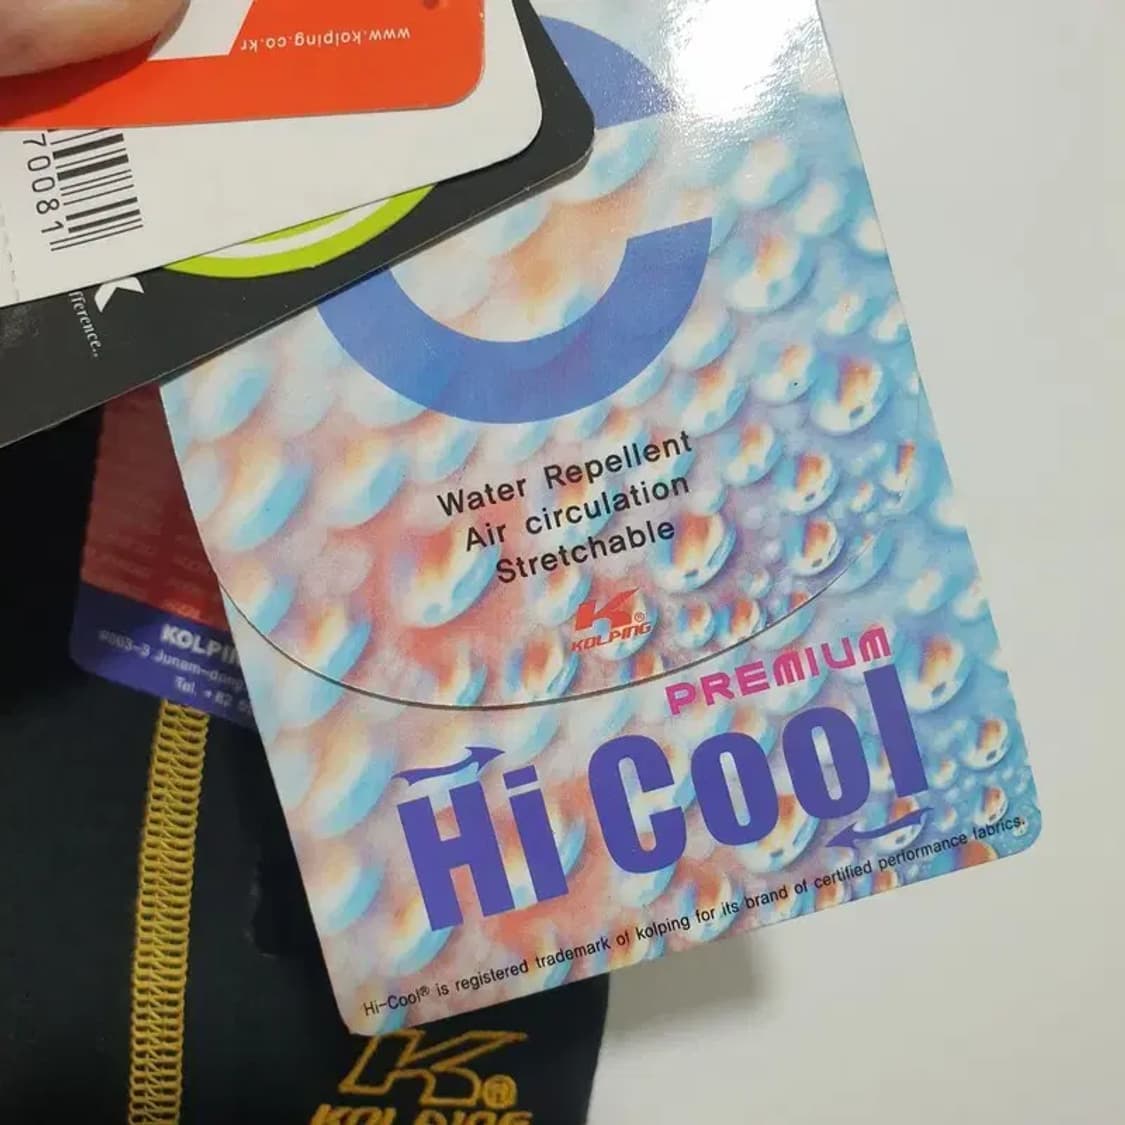 www.kolping.co.kr
70081
fference..
Water Repellent
Air circulation
Stretchable
K®
KOLPING
PREMIUM
Hi Cool
Hi-Cool® is registered trademark of kolping for its brand of certified performance fabrics.
KOLPIN
Junam-dong
Tel. +82
K®
KOLPING